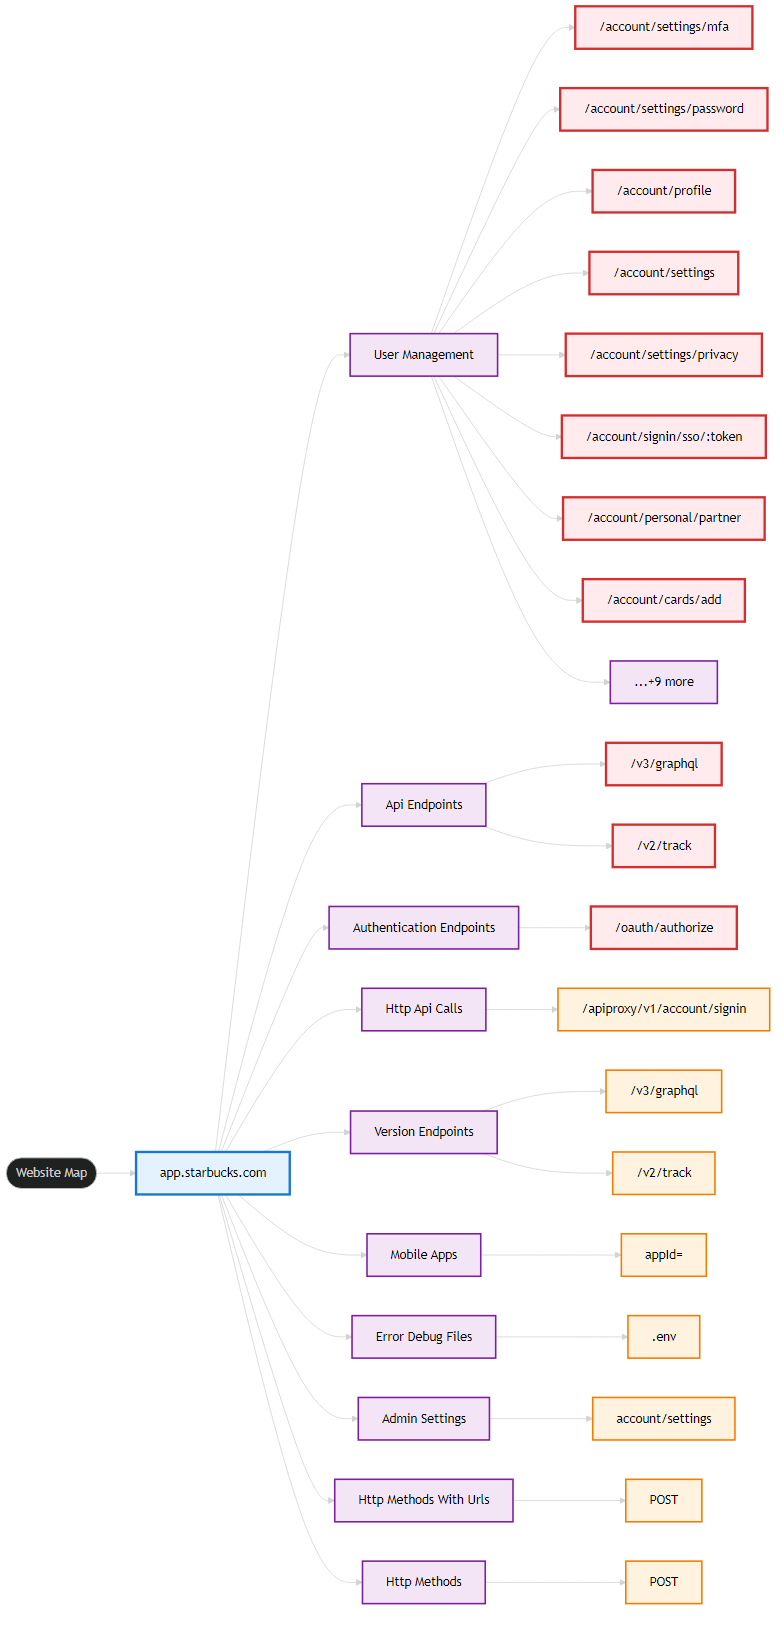 /account/settings/mfa
/account/settings/password
/account/profile
/account/settings
User Management
/account/settings/privacy
/account/signin/sso/:token
/account/personal/partner
/account/cards/add
...+9 more
/v3/graphql
Api Endpoints
/v2/track
Authentication Endpoints
/oauth/authorize
Http Api Calls
/apiproxy/v1/account/signin
/v3/graphql
Version Endpoints
Website Map
app.starbucks.com
/v2/track
Mobile Apps
appId=
Error Debug Files
.env
Admin Settings
account/settings
Http Methods With Urls
POST
Http Methods
POST